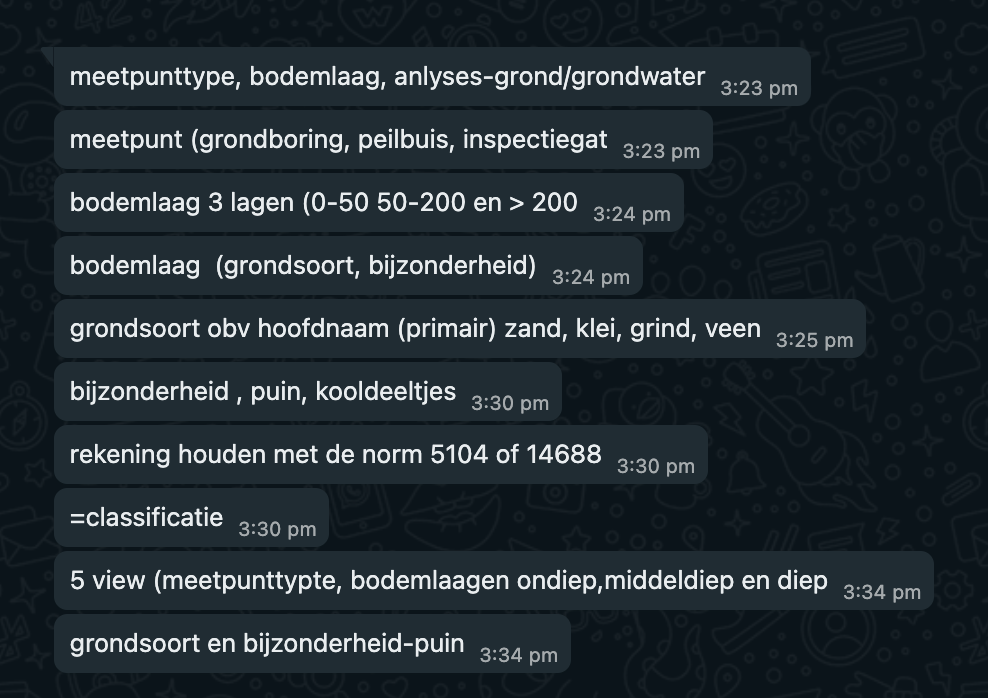 meetpunttype, bodemlaag, anlyses-grond/grondwater 3:23 pm
meetpunt (grondboring, peilbuis, inspectiegat 3:23 pm
bodemlaag 3 lagen (0-50 50-200 en > 200 3:24 pm
bodemlaag  (grondsoort, bijzonderheid) 3:24 pm
grondsoort obv hoofdnaam (primair) zand, klei, grind, veen 3:25 pm
bijzonderheid , puin, kooldeeltjes 3:30 pm
rekening houden met de norm 5104 of 14688 3:30 pm
=classificatie 3:30 pm
5 view (meetpunttypte, bodemlaagen ondiep,middeldiep en diep 3:34 pm
grondsoort en bijzonderheid-puin 3:34 pm